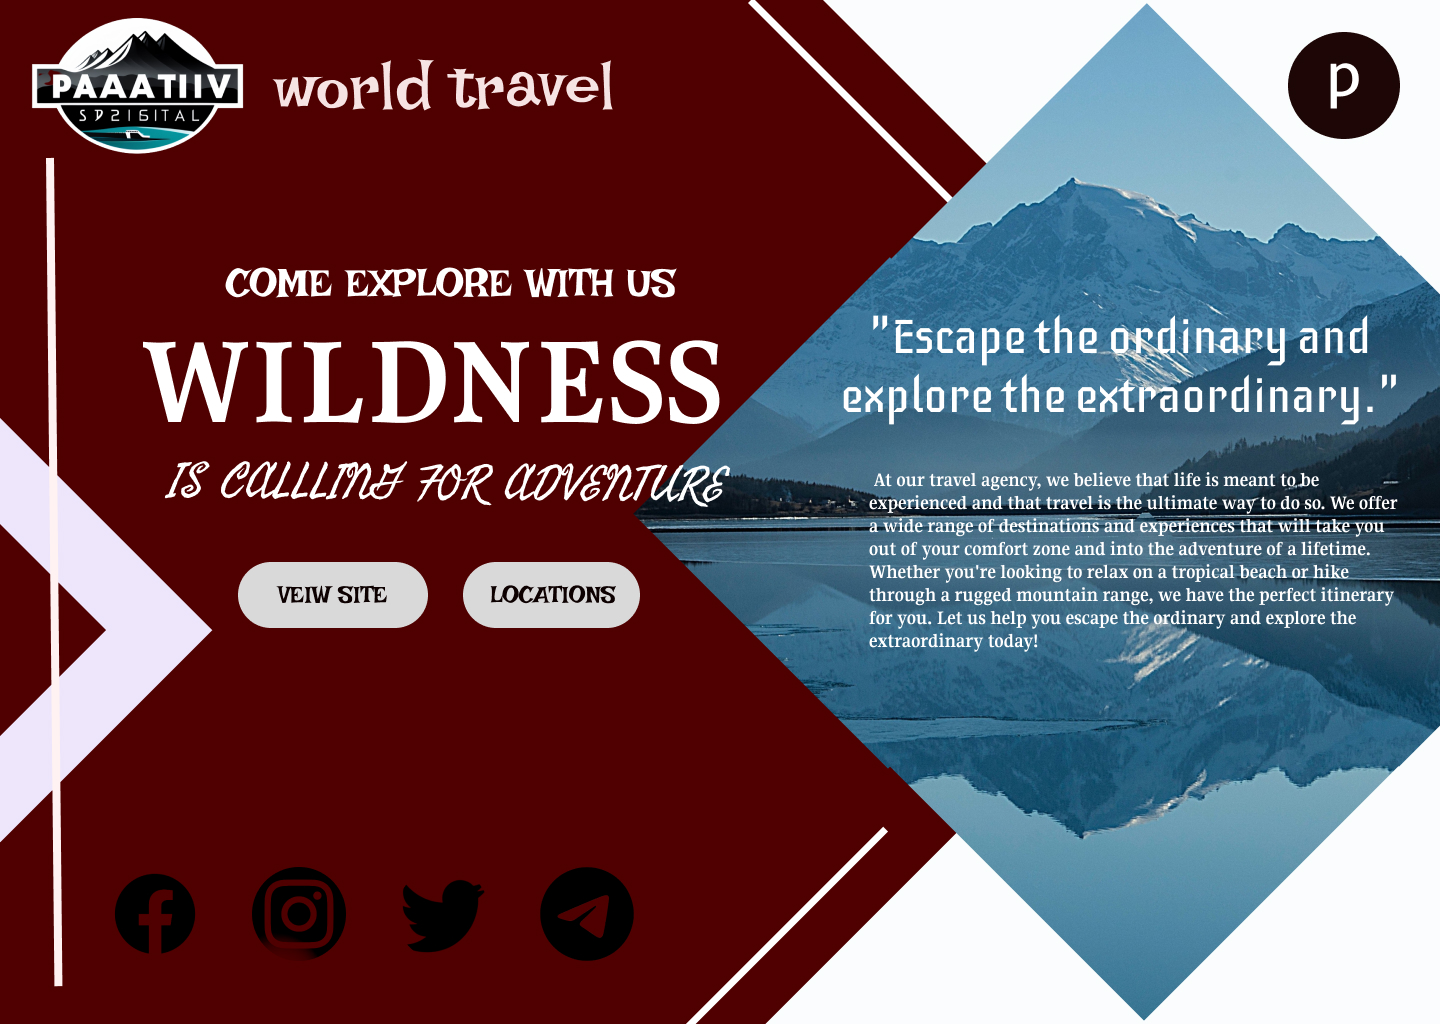 PAAATIIV
world travel
p
COME EXPLORE WITH US
WILDNESS
IS CALLLING FOR ADVENTURE
VEIW SITE
LOCATIONS
"Escape the ordinary and
explore the extraordinary."
At our travel agency, we believe that life is meant to be
experienced and that travel is the ultimate way to do so. We offer
a wide range of destinations and experiences that will take you
out of your comfort zone and into the adventure of a lifetime.
Whether you're looking to relax on a tropical beach or hike
through a rugged mountain range, we have the perfect itinerary
for you. Let us help you escape the ordinary and explore the
extraordinary today!